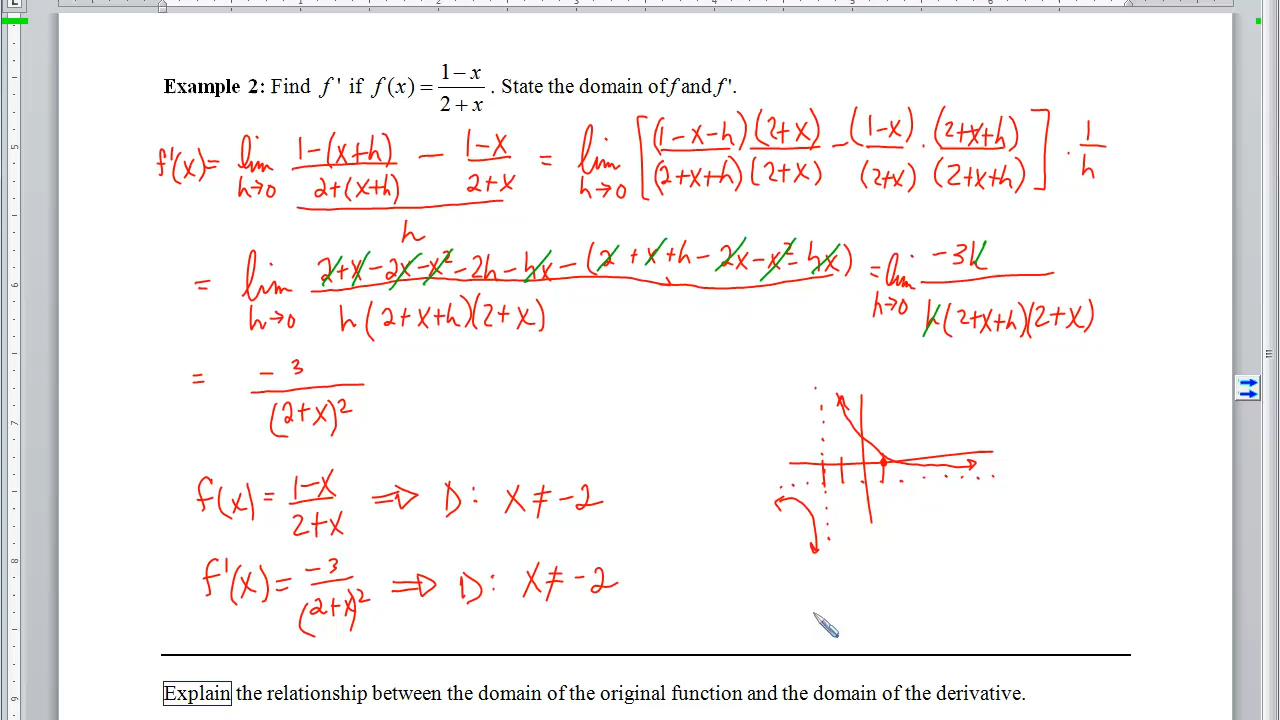 Example 2: Find f ' if f(x) = (1−x)/(2+x). State the domain of f and f '.
f'(x) = lim h→0 [(1-(x+h))/(2+(x+h)) − (1-x)/(2+x)]/h = lim h→0 [(1-x-h)(2+x)/(2+x+h)(2+x) − (1-x)·(2+x+h)/(2+x)(2+x+h)] · 1/h
= lim h→0 (2+x-2x-x²-2h-hx-(2+x+h-2x-x²-hx))/(h(2+x+h)(2+x)) = lim h→0 -3h/(h(2+x+h)(2+x))
= -3/(2+x)²
f(x) = (1-x)/(2+x) ⇒ D: x≠-2
f'(x) = -3/(2+x)² ⇒ D: x≠-2
Explain the relationship between the domain of the original function and the domain of the derivative.